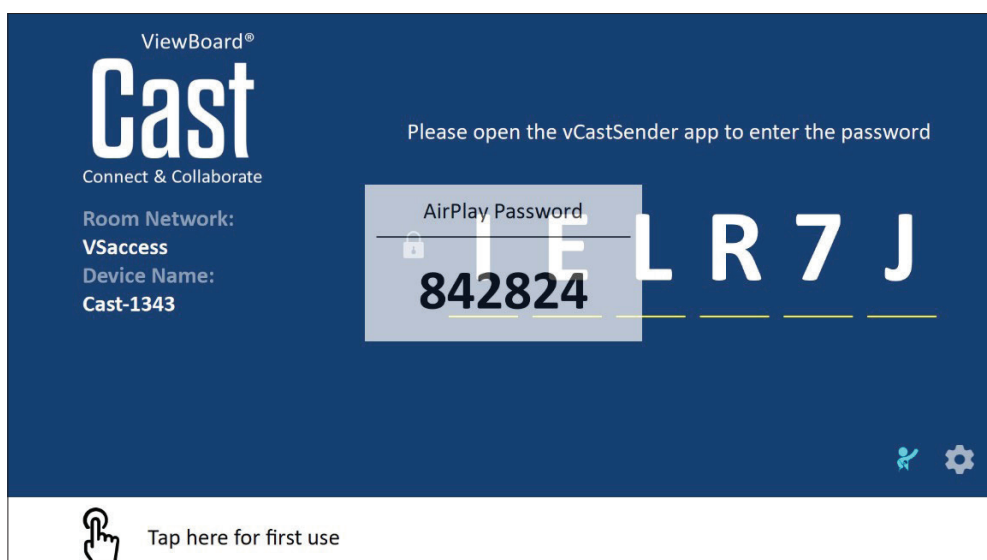 ViewBoard®
Cast
Connect & Collaborate
Room Network:
VSaccess
Device Name:
Cast-1343
Please open the vCastSender app to enter the password
AirPlay Password
842824
I E L R 7 J
Tap here for first use